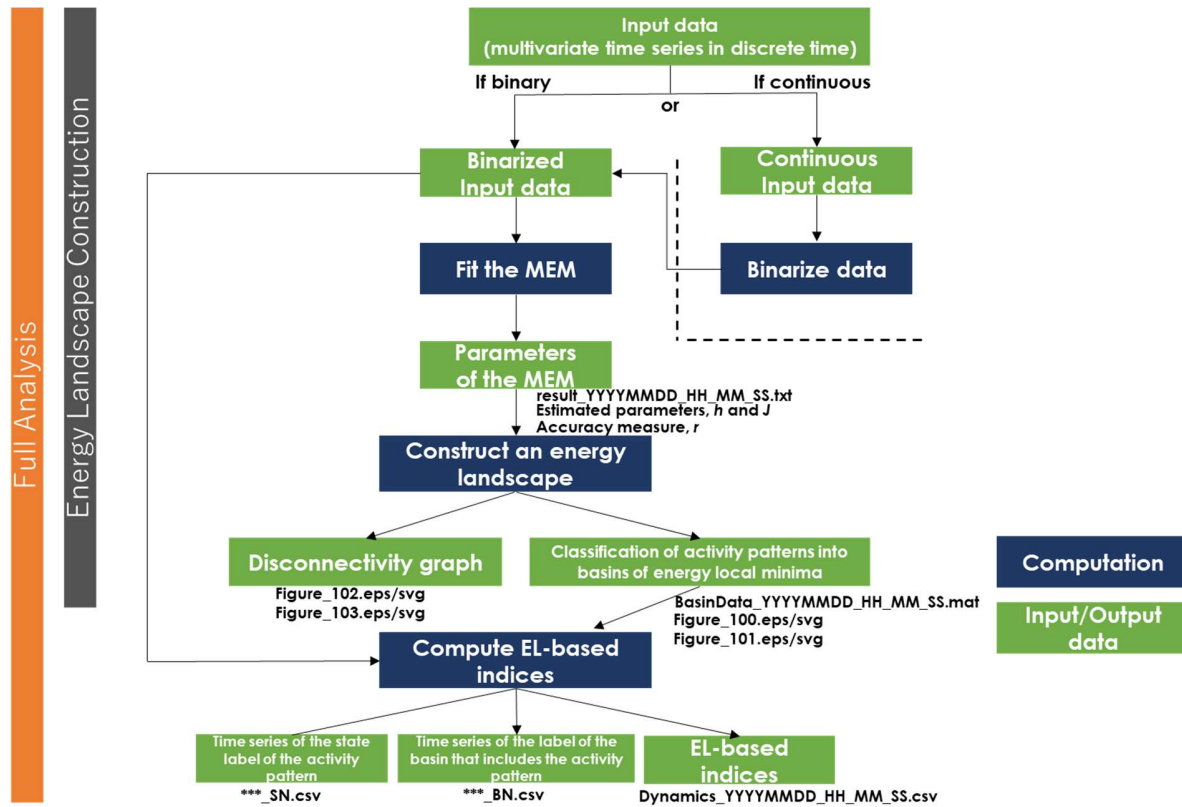 Full Analysis
Energy Landscape Construction
Input data
(multivariate time series in discrete time)
If binary
If continuous
or
Binarized
Input data
Continuous
Input data
Fit the MEM
Binarize data
Parameters
of the MEM
result_YYYYMMDD_HH_MM_SS.txt
Estimated parameters, h and J
Accuracy measure, r
Construct an energy
landscape
Disconnectivity graph
Figure_102.eps/svg
Figure_103.eps/svg
Classification of activity patterns into
basins of energy local minima
BasinData_YYYYMMDD_HH_MM_SS.mat
Figure_100.eps/svg
Figure_101.eps/svg
Computation
Input/Output
data
Compute EL-based
indices
Time series of the state
label of the activity
pattern
***_SN.csv
Time series of the label of the
basin that includes the activity
pattern
***_BN.csv
EL-based
indices
Dynamics_YYYYMMDD_HH_MM_SS.csv